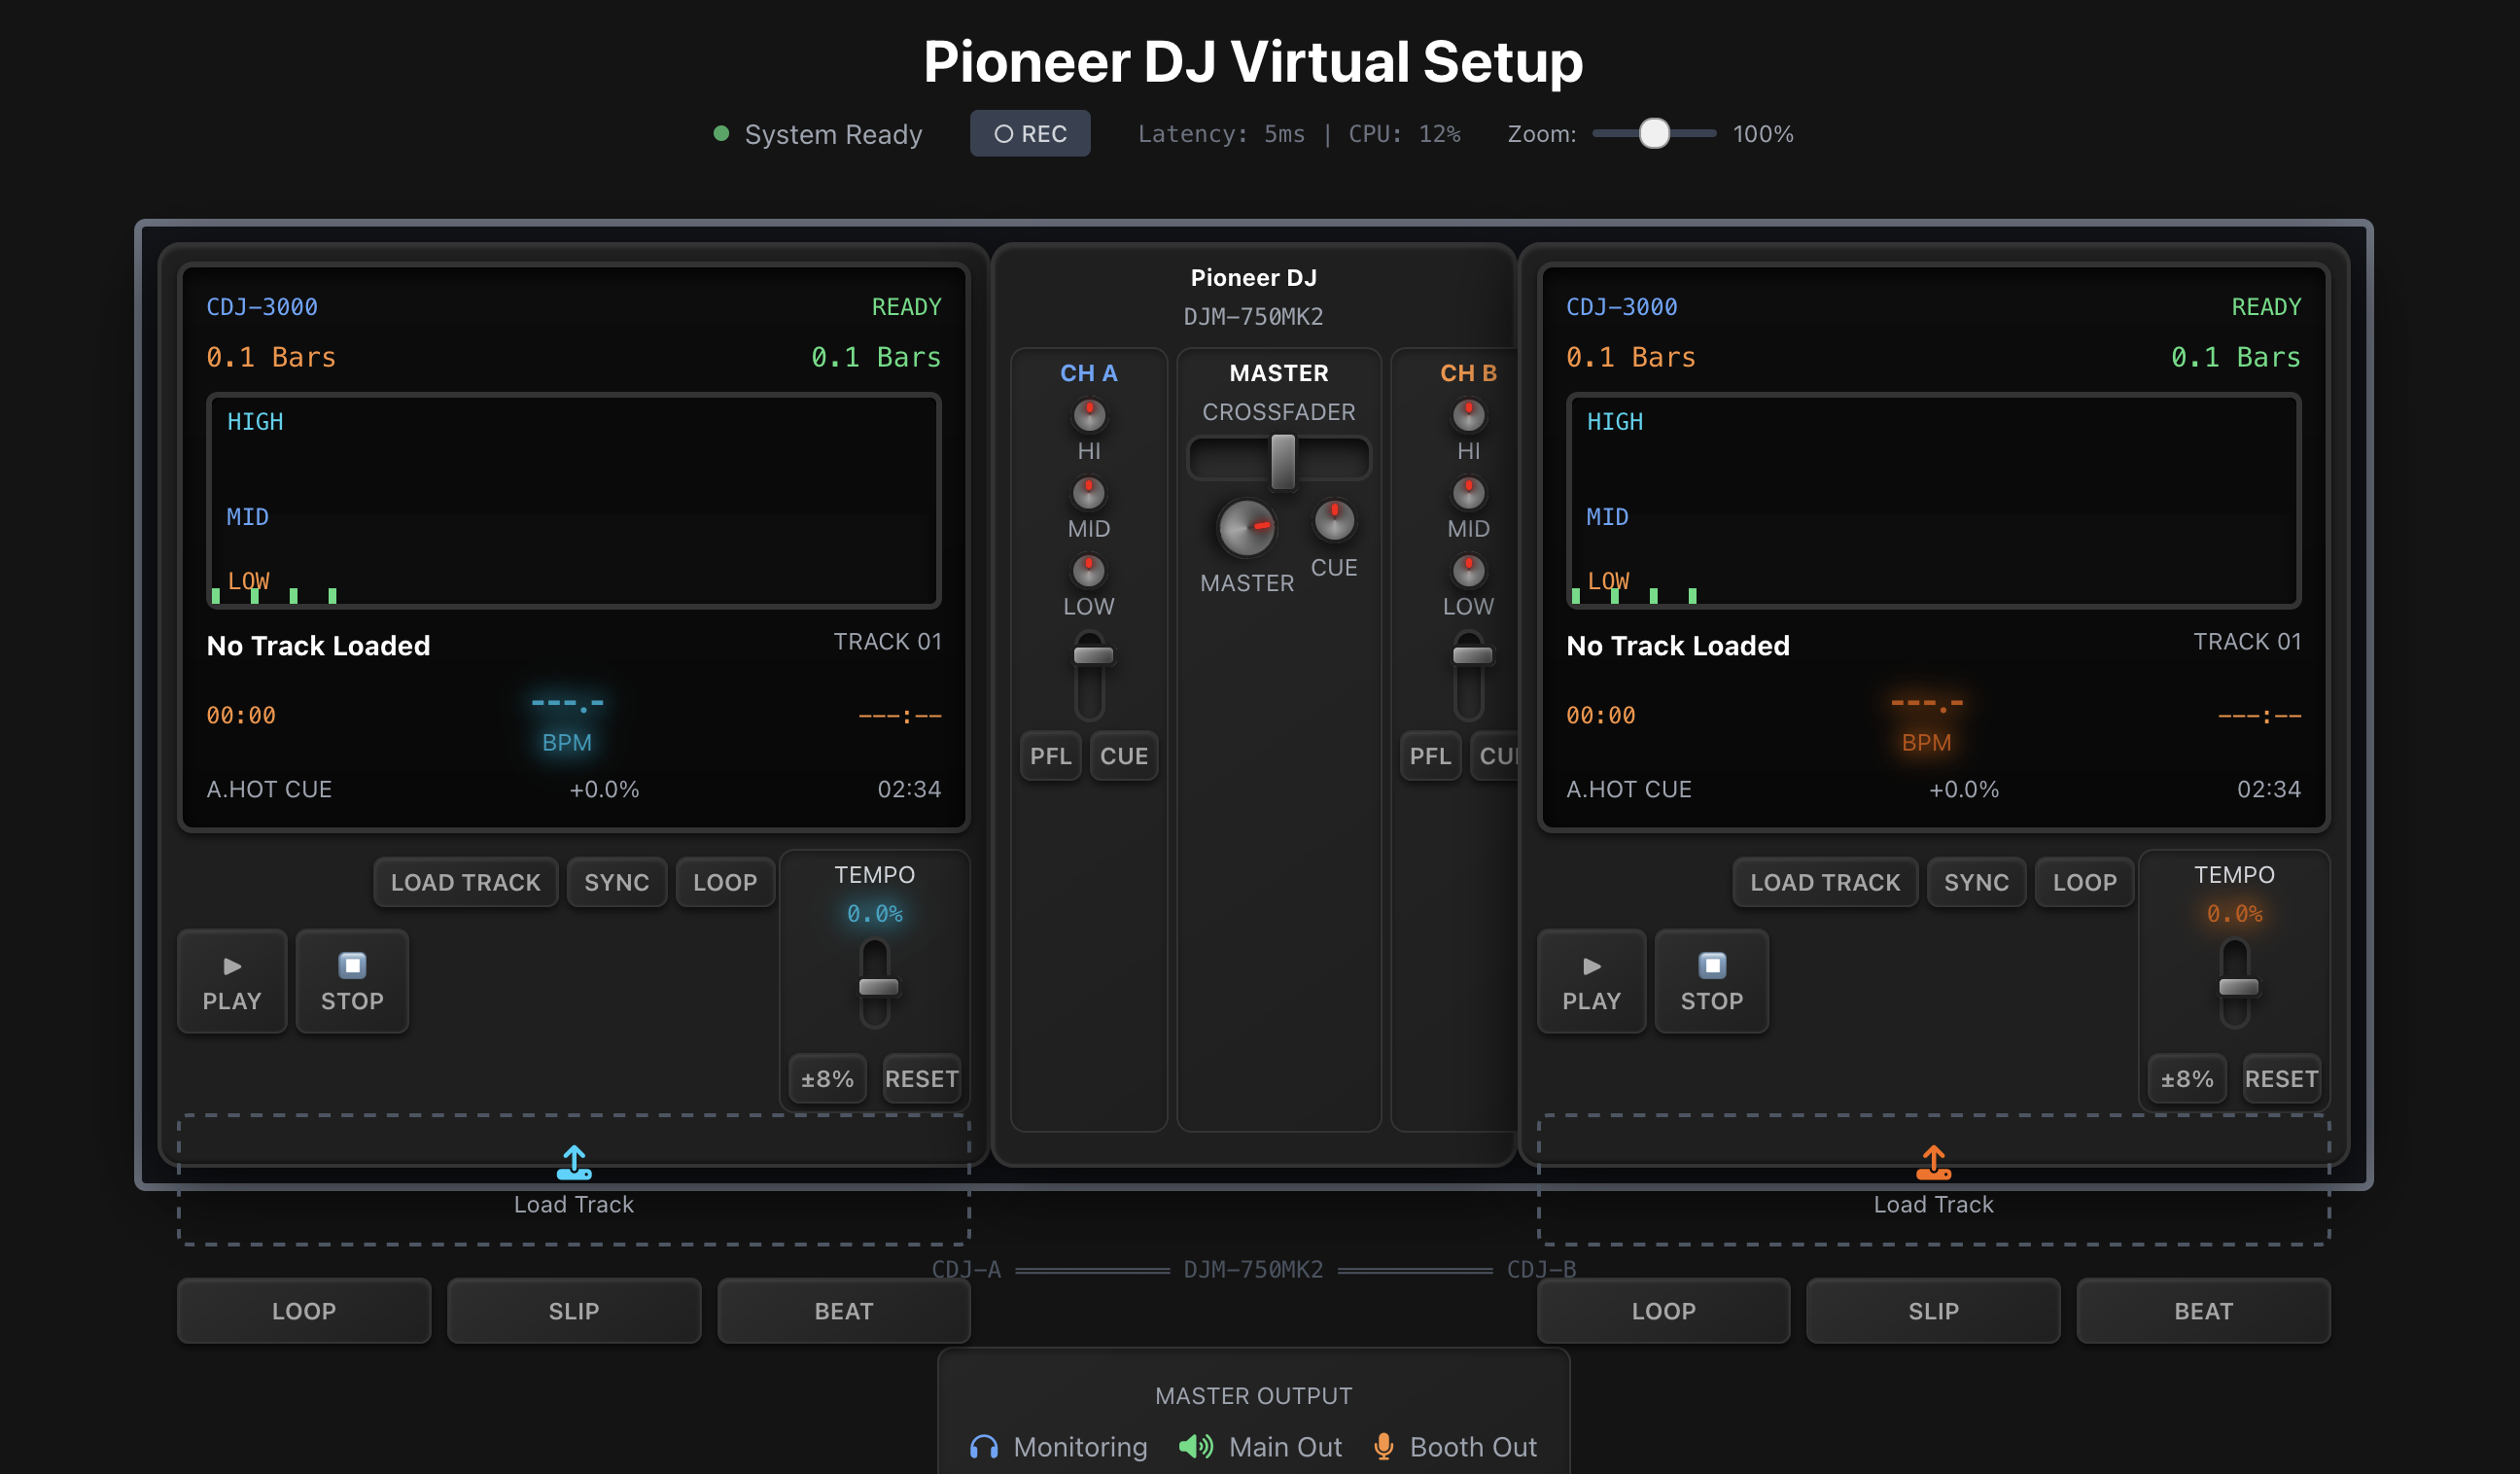 Pioneer DJ Virtual Setup
System Ready
REC
Latency: 5ms | CPU: 12%
Zoom:
100%
CDJ-3000
READY
0.1 Bars
0.1 Bars
HIGH
MID
LOW
No Track Loaded
TRACK 01
00:00
---.-
BPM
---:--
A.HOT CUE
+0.0%
02:34
LOAD TRACK
SYNC
LOOP
PLAY
STOP
TEMPO
0.0%
±8%
RESET
Load Track
LOOP
SLIP
BEAT
Pioneer DJ
DJM-750MK2
CH A
HI
MID
LOW
PFL
CUE
MASTER
CROSSFADER
MASTER
CUE
CH B
HI
MID
LOW
PFL
CDJ-3000
READY
0.1 Bars
0.1 Bars
HIGH
MID
LOW
No Track Loaded
TRACK 01
00:00
---.-
BPM
---:--
A.HOT CUE
+0.0%
02:34
LOAD TRACK
SYNC
LOOP
PLAY
STOP
TEMPO
0.0%
±8%
RESET
Load Track
LOOP
SLIP
BEAT
CDJ-A
DJM-750MK2
CDJ-B
MASTER OUTPUT
Monitoring
Main Out
Booth Out